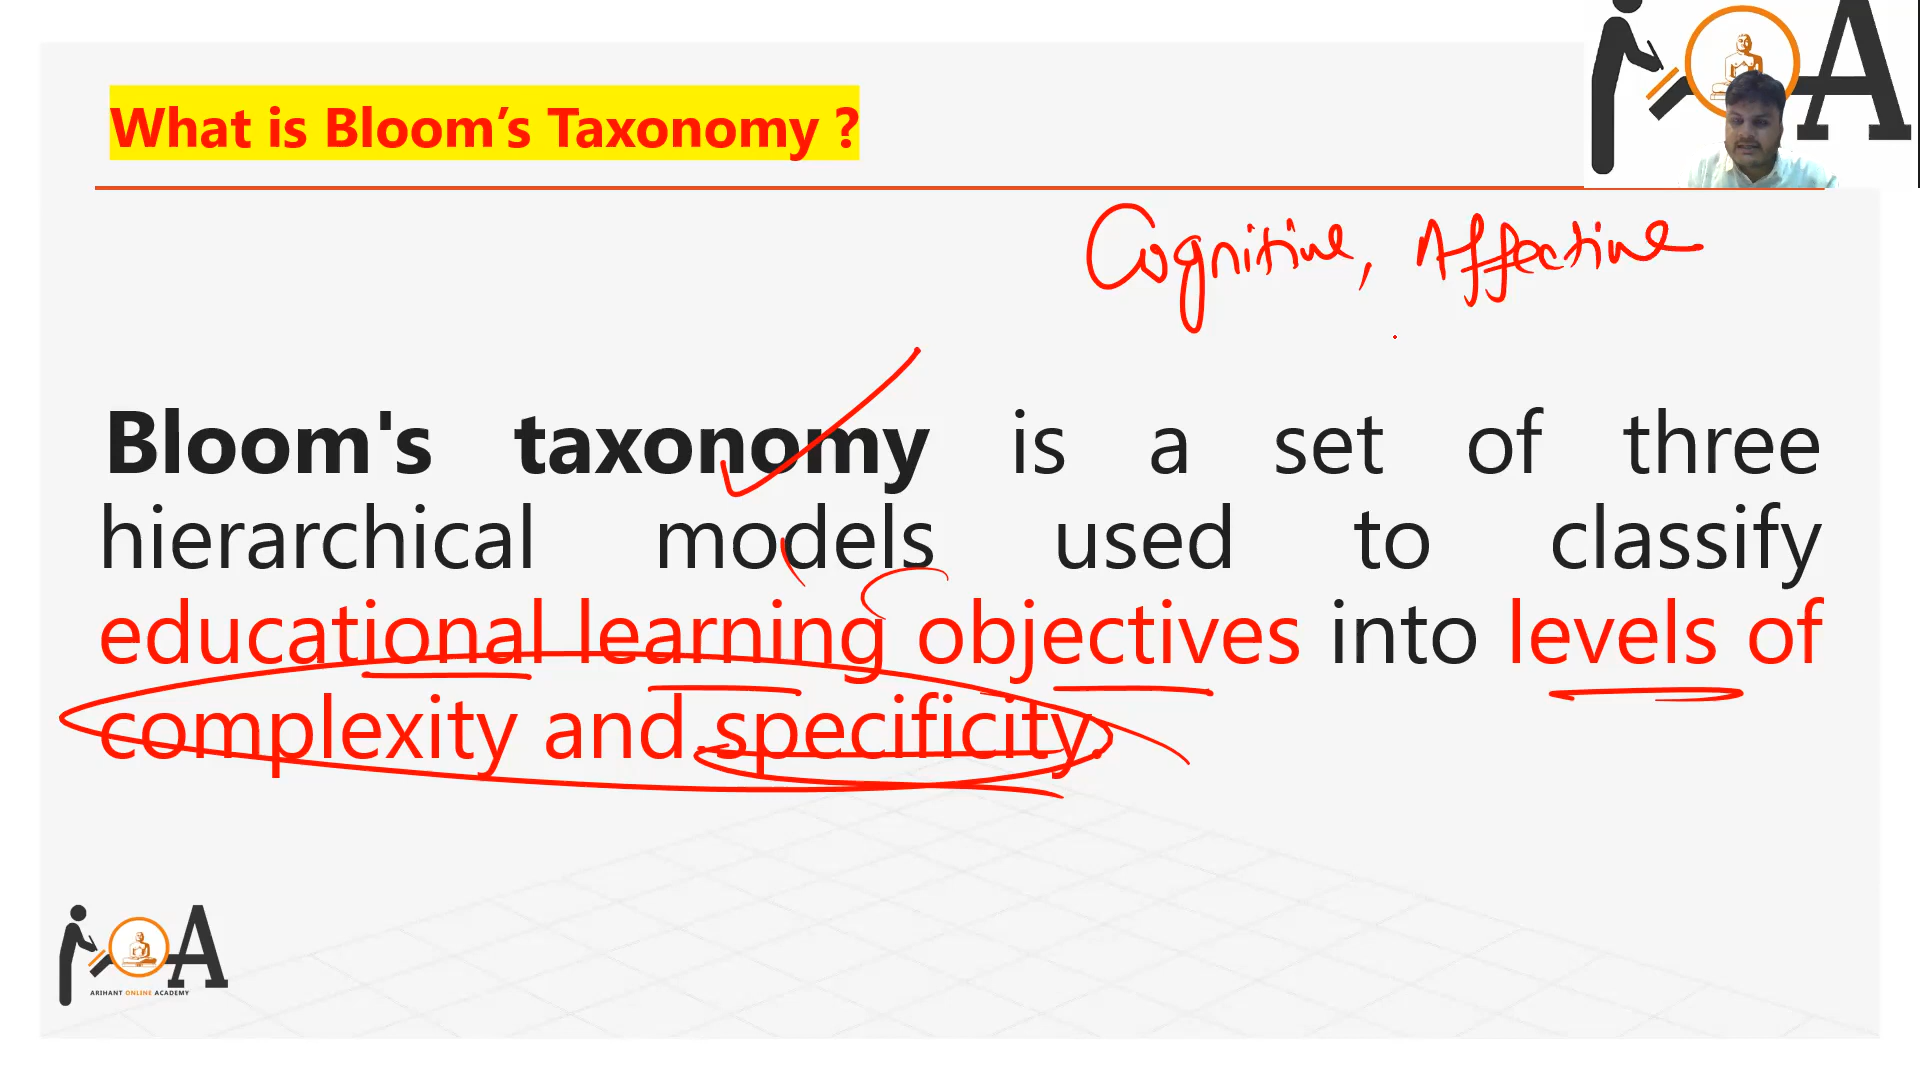 What is Bloom’s Taxonomy ?
Cognitive, Affective
Bloom's taxonomy is a set of three
hierarchical models used to classify
educational learning objectives into levels of
complexity and specificity.
A
A
ARIHANT ONLINE ACADEMY